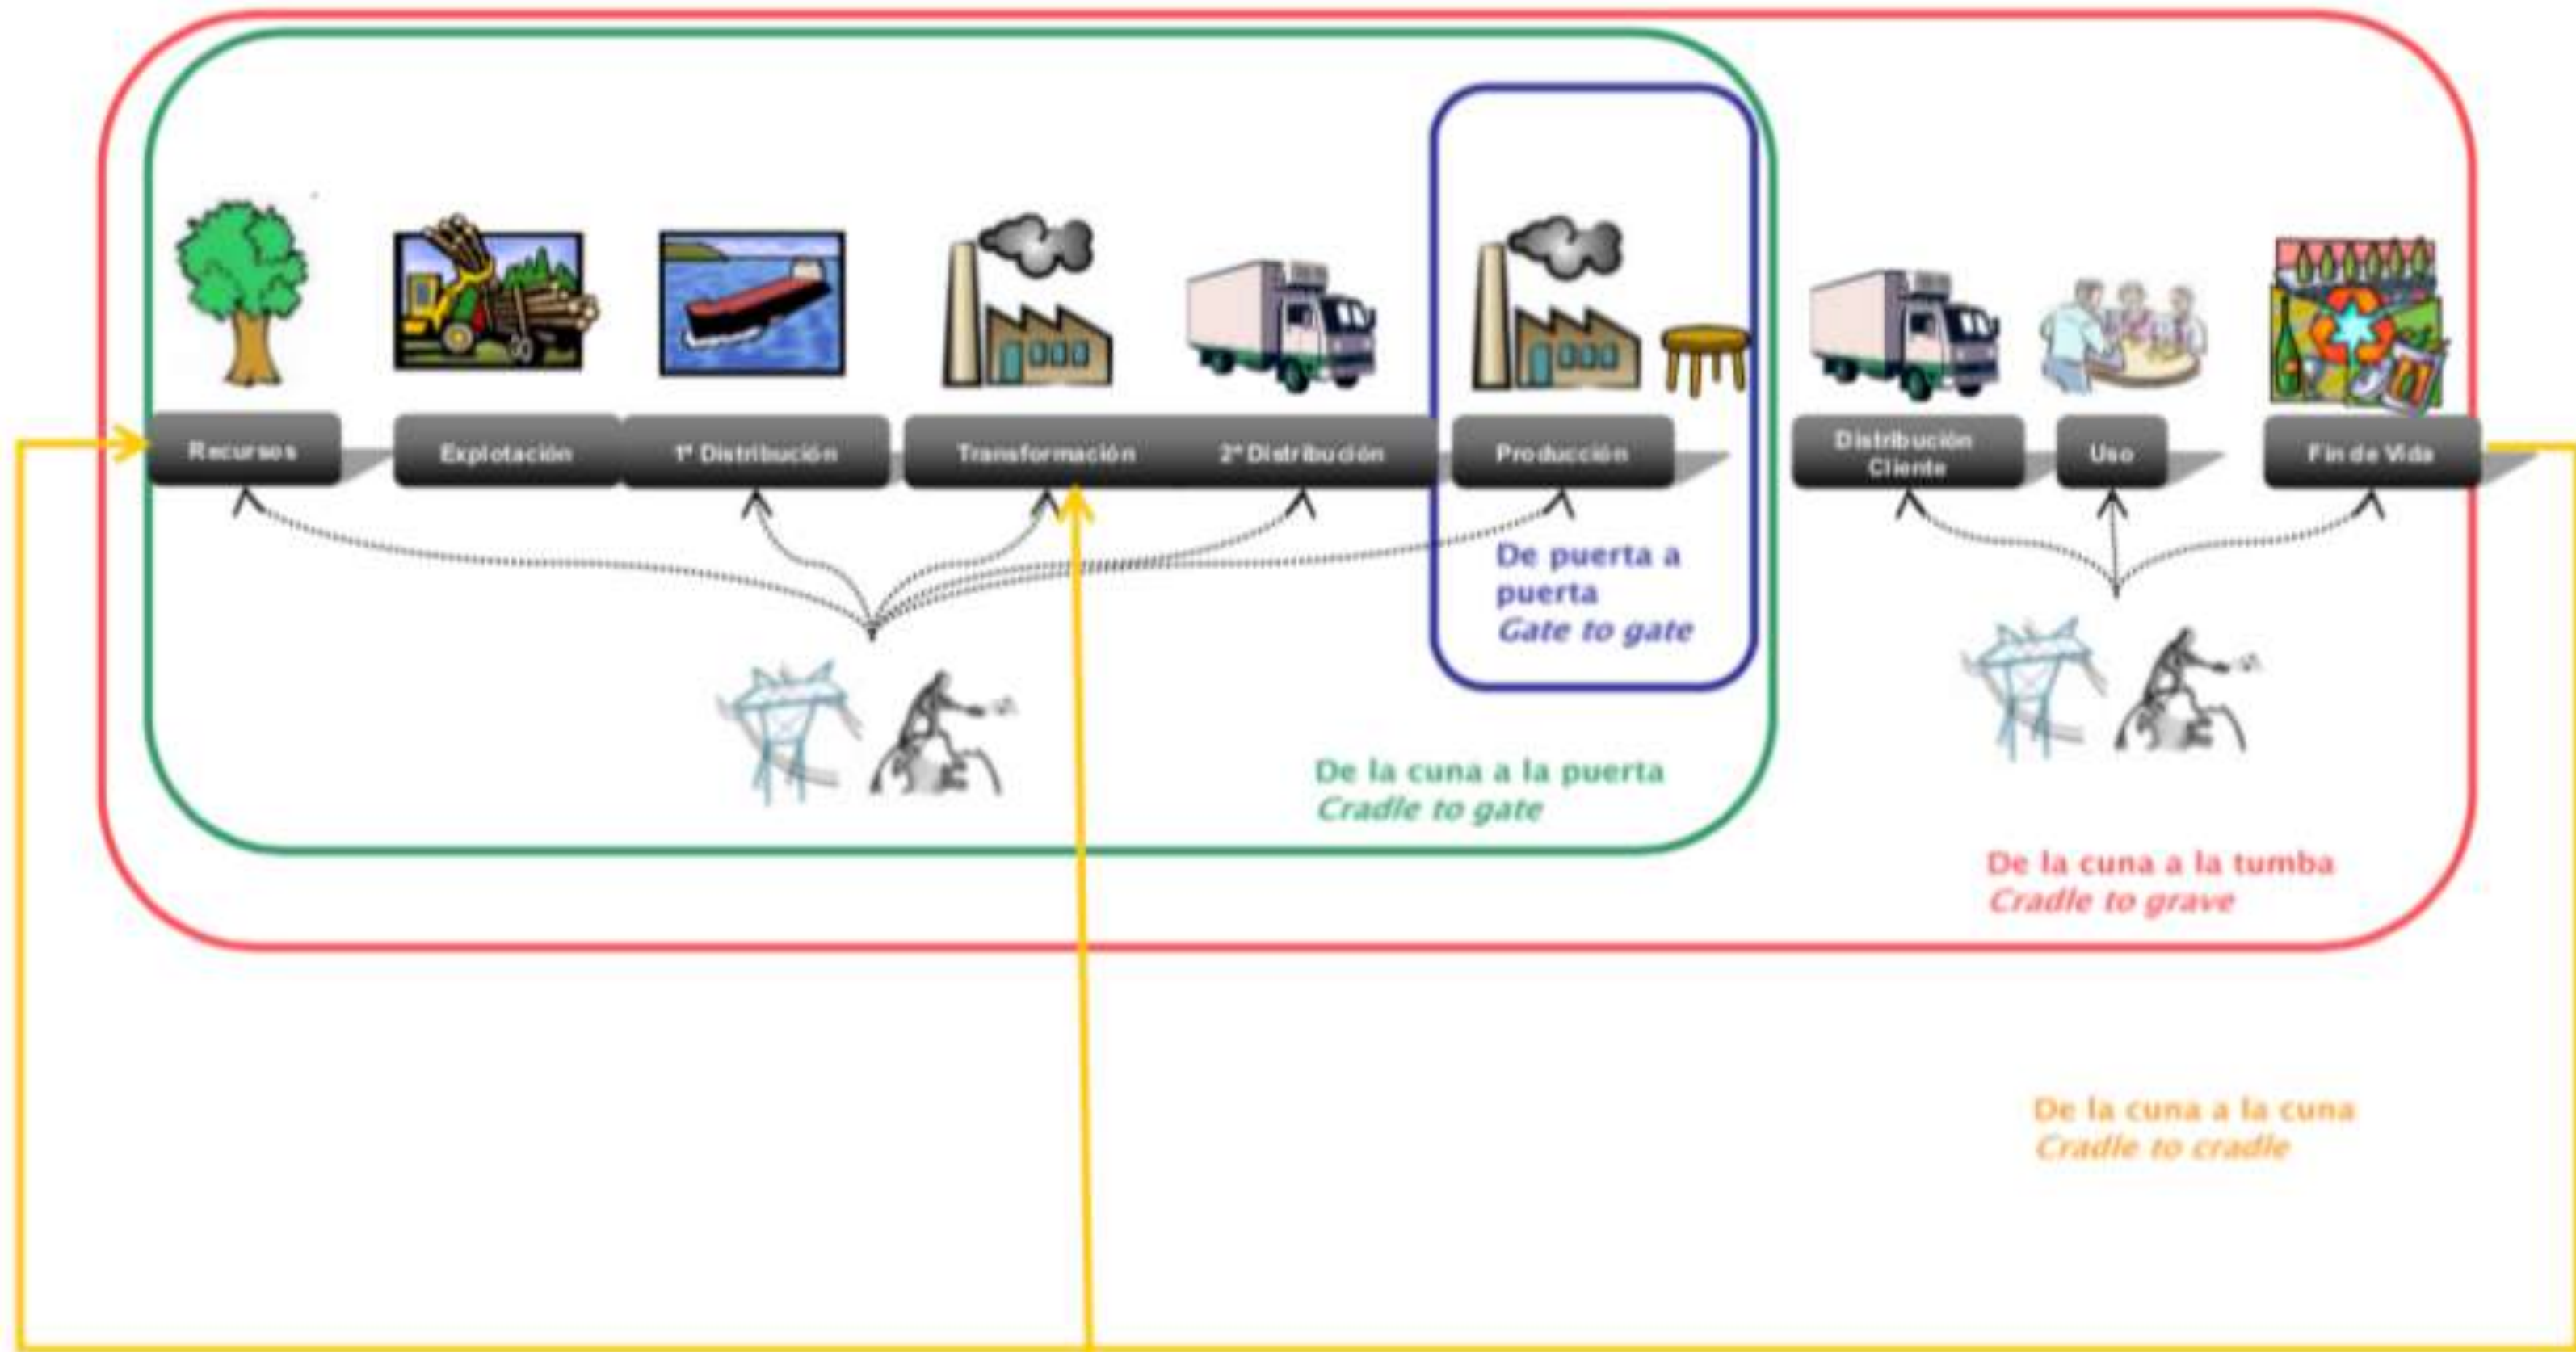 Recursos
Explotación
1ª Distribución
Transformación
2ª Distribución
Producción
Distribución
Cliente
Uso
Fin de Vida
De puerta a
puerta
Gate to gate
De la cuna a la puerta
Cradle to gate
De la cuna a la tumba
Cradle to grave
De la cuna a la cuna
Cradle to cradle